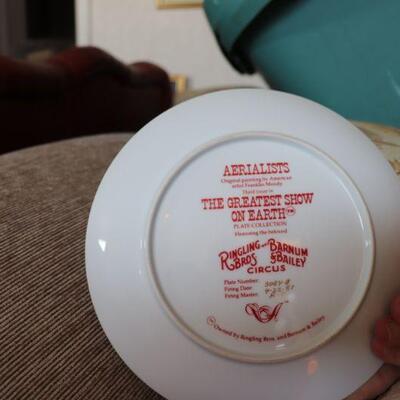 AERIALISTS
Original painting by American
artist Franklin Moody
Third issue in
THE GREATEST SHOW
ON EARTH™
PLATE COLLECTION
Honoring the beloved
RINGLING BROS AND BARNUM & BAILEY
CIRCUS
Plate Number:
Firing Date:
Firing Master:
Owned by Ringling Bros. and Barnum & Bailey